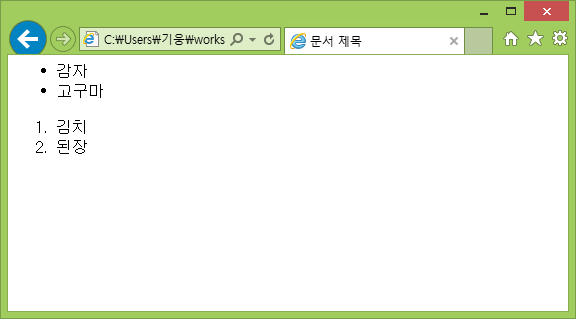 C:₩Users₩기웅₩works
문서 제목
• 감자
• 고구마
1. 김치
2. 된장